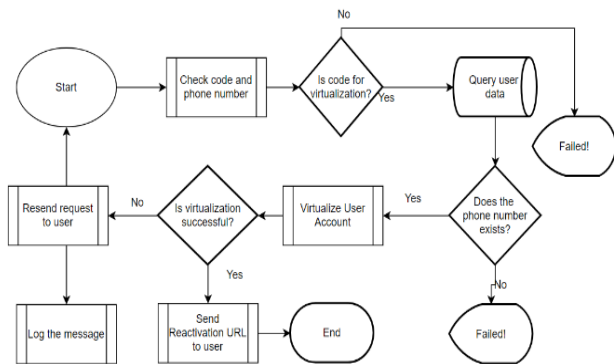 No
Start
Check code and
phone number
Is code for
virtualization?
Yes
Query user
data
Failed!
Resend request
to user
No
Is virtualization
successful?
Virtualize User
Account
Yes
Does the
phone number
exists?
Yes
No
Log the message
Send
Reactivation URL
to user
End
Failed!